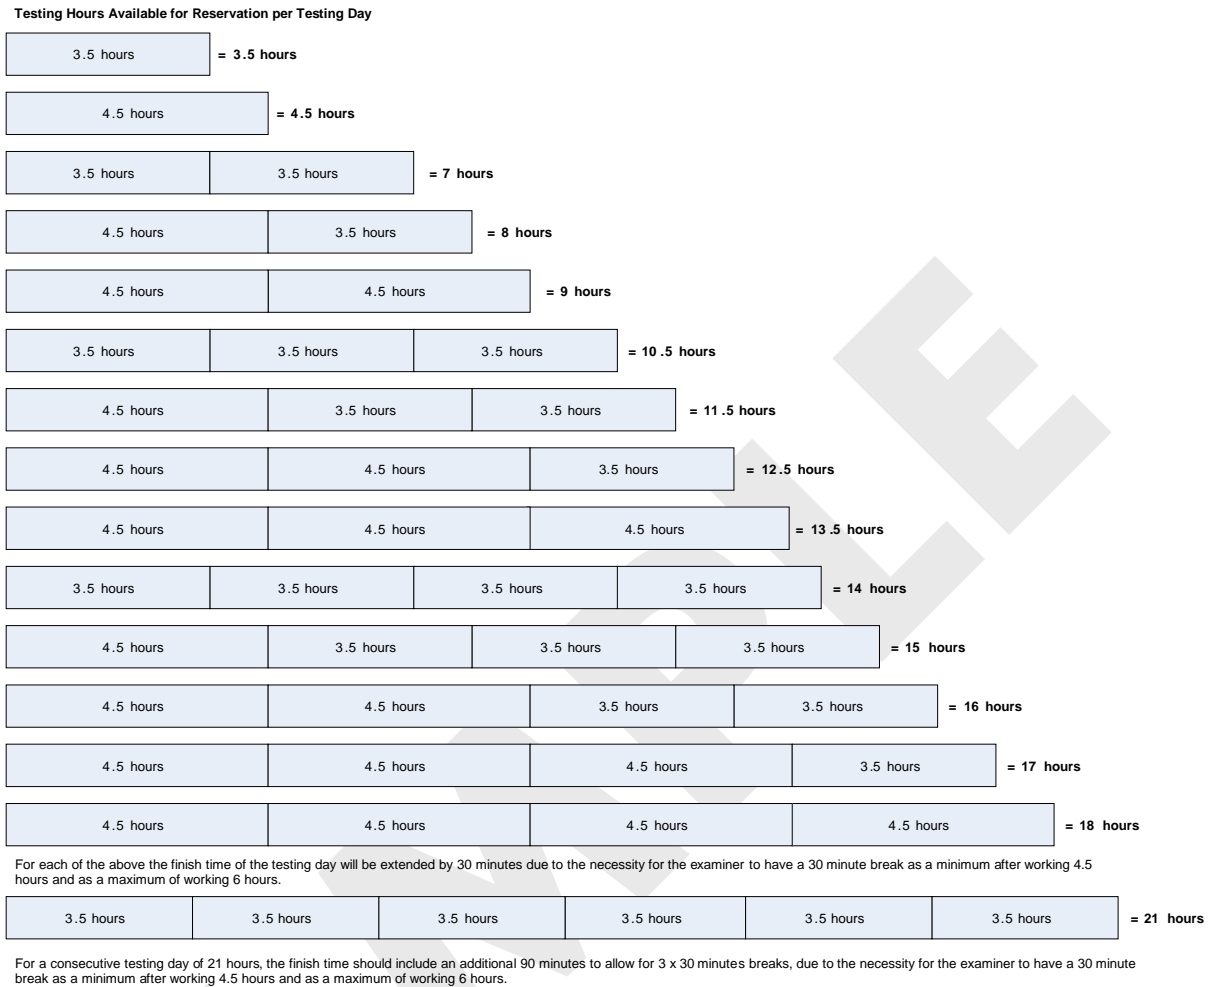 Testing Hours Available for Reservation per Testing Day
3.5 hours = 3.5 hours
4.5 hours = 4.5 hours
3.5 hours 3.5 hours = 7 hours
4.5 hours 3.5 hours = 8 hours
4.5 hours 4.5 hours = 9 hours
3.5 hours 3.5 hours 3.5 hours = 10.5 hours
4.5 hours 3.5 hours 3.5 hours = 11.5 hours
4.5 hours 4.5 hours 3.5 hours = 12.5 hours
4.5 hours 4.5 hours 4.5 hours = 13.5 hours
3.5 hours 3.5 hours 3.5 hours 3.5 hours = 14 hours
4.5 hours 3.5 hours 3.5 hours 3.5 hours = 15 hours
4.5 hours 4.5 hours 3.5 hours 3.5 hours = 16 hours
4.5 hours 4.5 hours 4.5 hours 3.5 hours = 17 hours
4.5 hours 4.5 hours 4.5 hours 4.5 hours = 18 hours
For each of the above the finish time of the testing day will be extended by 30 minutes due to the necessity for the examiner to have a 30 minute break as a minimum after working 4.5
hours and as a maximum of working 6 hours.
3.5 hours 3.5 hours 3.5 hours 3.5 hours 3.5 hours 3.5 hours = 21 hours
For a consecutive testing day of 21 hours, the finish time should include an additional 90 minutes to allow for 3 x 30 minutes breaks, due to the necessity for the examiner to have a 30 minute
break as a minimum after working 4.5 hours and as a maximum of working 6 hours.
MPLE